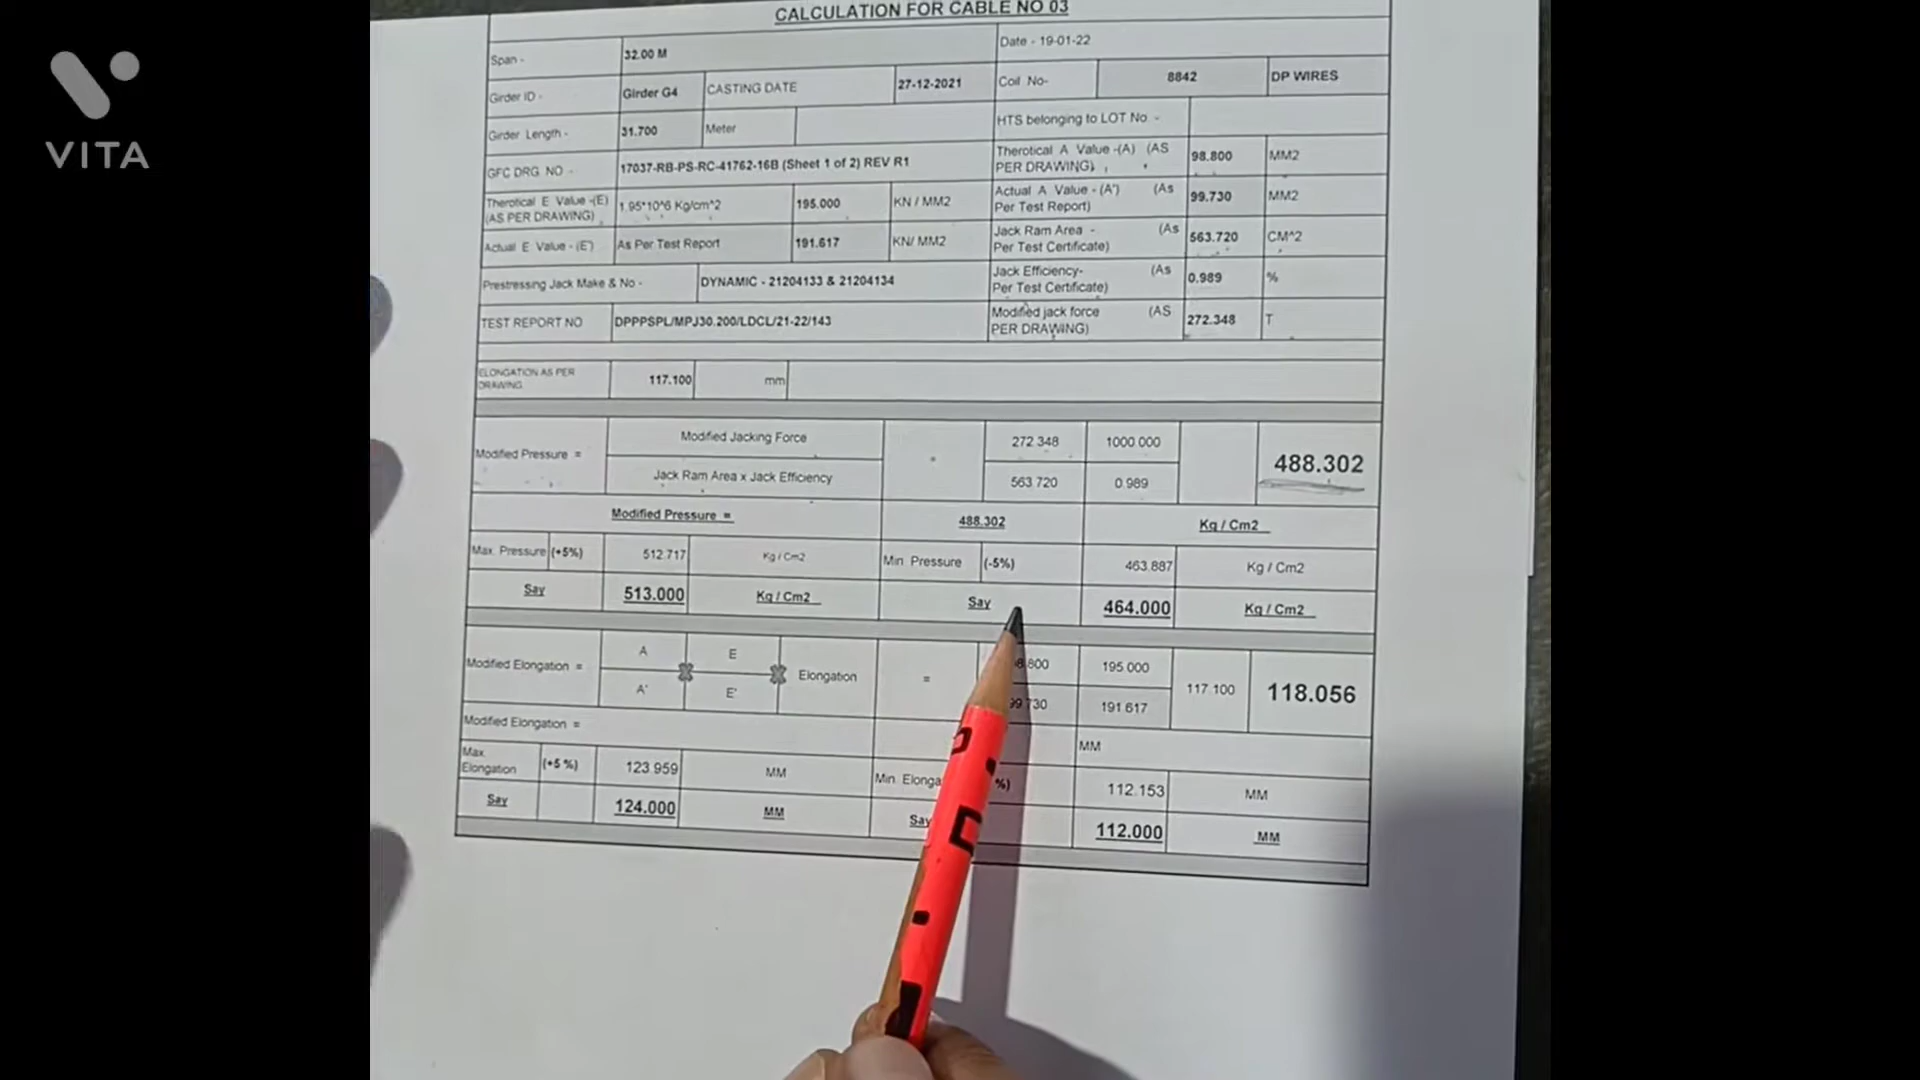 VITA
CALCULATION FOR CABLE NO 03
Span - 32.00 M Date - 19-01-22
Girder ID - Girder G4 CASTING DATE 27-12-2021 Coil No- 8842 DP WIRES
Girder Length - 31.700 Meter HTS belonging to LOT No -
GFC DRG. NO - 17037-RB-PS-RC-41762-16B (Sheet 1 of 2) REV R1 Therotical A Value -(A) (AS
PER DRAWING) 98.800 MM2
Therotical E Value -(E)
(AS PER DRAWING) 1.95*10^6 Kg/cm^2 195.000 KN / MM2 Actual A Value - (A') (As
Per Test Report) 99.730 MM2
Actual E Value - (E') As Per Test Report 191.617 KN/ MM2 Jack Ram Area - (As
Per Test Certificate) 563.720 CM^2
Prestressing Jack Make & No - DYNAMIC - 21204133 & 21204134 Jack Efficiency- (As
Per Test Certificate) 0.989 %
TEST REPORT NO DPPPSPL/MPJ30.200/LDCL/21-22/143 Modified jack force (AS
PER DRAWING) 272.348 T
ELONGATION AS PER
DRAWING 117.100 mm
Modified Pressure = Modified Jacking Force 272.348 1000.000 488.302
Jack Ram Area x Jack Efficiency 563.720 0.989
Modified Pressure = 488.302 Kg / Cm2
Max. Pressure (+5%) 512.717 Kg / Cm2 Min. Pressure (-5%) 463.887 Kg / Cm2
Say 513.000 Kg / Cm2 Say 464.000 Kg / Cm2
Modified Elongation = A E Elongation = 195.000 117.100 118.056
A' E' 99.730 191.617
Modified Elongation = MM
Max.
Elongation (+5 %) 123.959 MM Min. %) 112.153 MM
Say 124.000 MM Say 112.000 MM